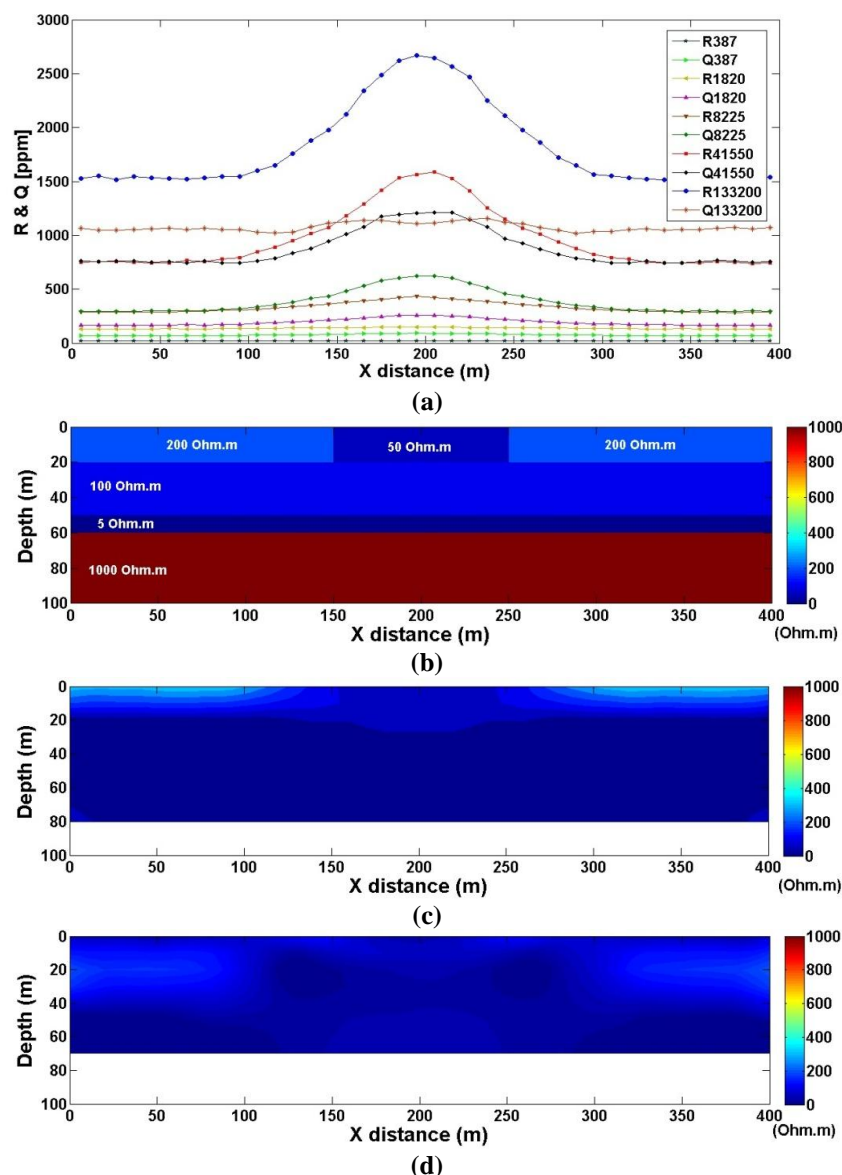 3000
2500
2000
1500
1000
500
0
R & Q [ppm]
R387
Q387
R1820
Q1820
R8225
Q8225
R41550
Q41550
R133200
Q133200
0 50 100 150 200 250 300 350 400
X distance (m)
(a)
0
20
40
60
80
100
Depth (m)
200 Ohm.m 50 Ohm.m 200 Ohm.m
100 Ohm.m
5 Ohm.m
1000 Ohm.m
0 50 100 150 200 250 300 350 400
X distance (m)
1000
800
600
400
200
0
(Ohm.m)
(b)
0
20
40
60
80
100
Depth (m)
0 50 100 150 200 250 300 350 400
X distance (m)
1000
800
600
400
200
0
(Ohm.m)
(c)
0
20
40
60
80
100
Depth (m)
0 50 100 150 200 250 300 350 400
X distance (m)
1000
800
600
400
200
0
(Ohm.m)
(d)